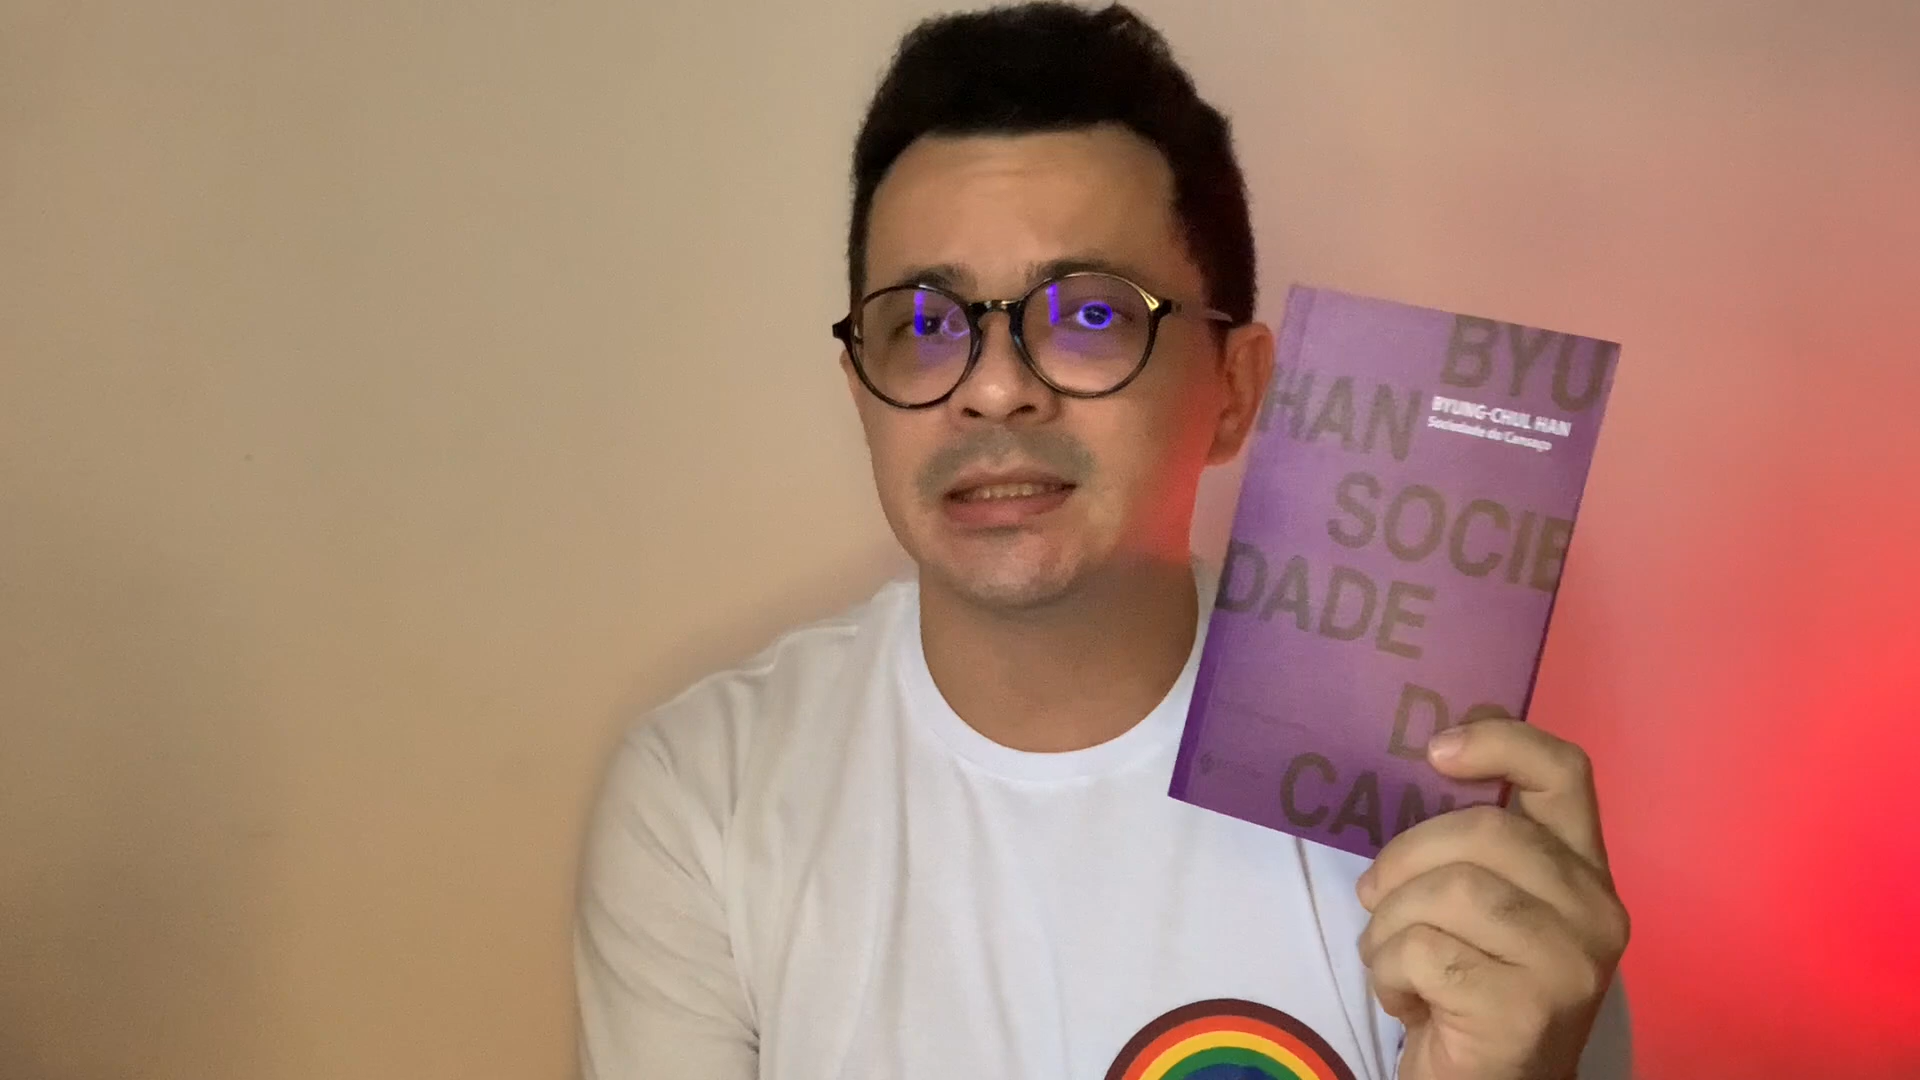 BYU
HAN
BYUNG-CHUL HAN
Sociedade do Cansaço
SOCIE
DADE
DO
CAN